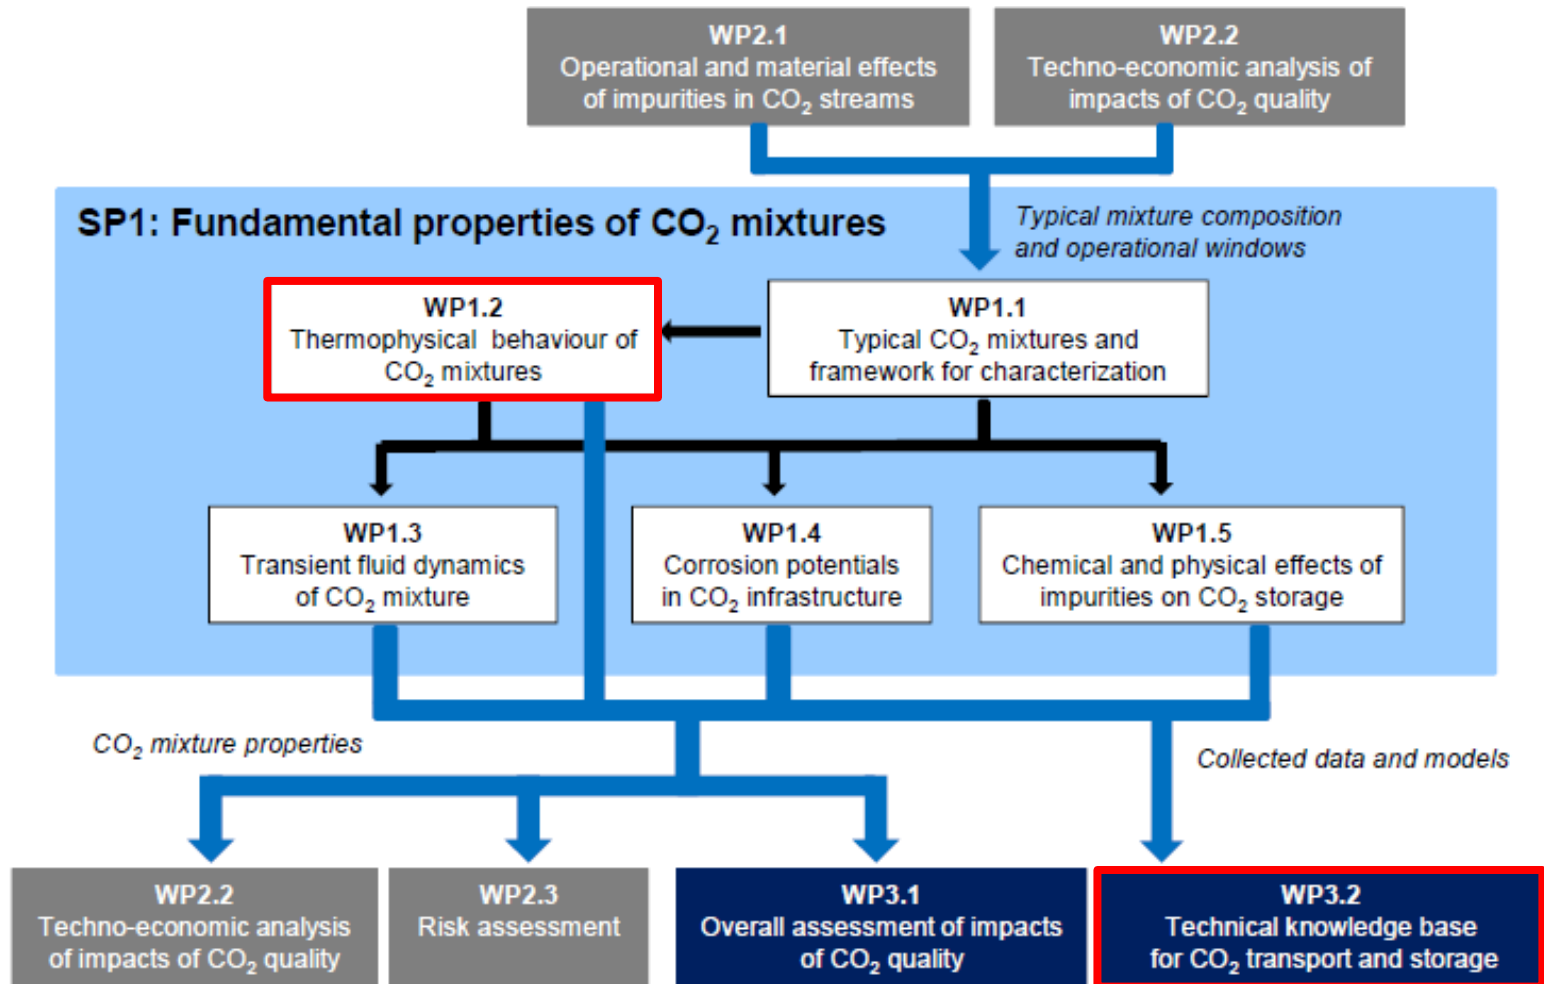 WP2.1
Operational and material effects
of impurities in CO₂ streams
WP2.2
Techno-economic analysis of
impacts of CO₂ quality
SP1: Fundamental properties of CO₂ mixtures
Typical mixture composition
and operational windows
WP1.2
Thermophysical behaviour of
CO₂ mixtures
WP1.1
Typical CO₂ mixtures and
framework for characterization
WP1.3
Transient fluid dynamics
of CO₂ mixture
WP1.4
Corrosion potentials
in CO₂ infrastructure
WP1.5
Chemical and physical effects of
impurities on CO₂ storage
CO₂ mixture properties
Collected data and models
WP2.2
Techno-economic analysis
of impacts of CO₂ quality
WP2.3
Risk assessment
WP3.1
Overall assessment of impacts
of CO₂ quality
WP3.2
Technical knowledge base
for CO₂ transport and storage